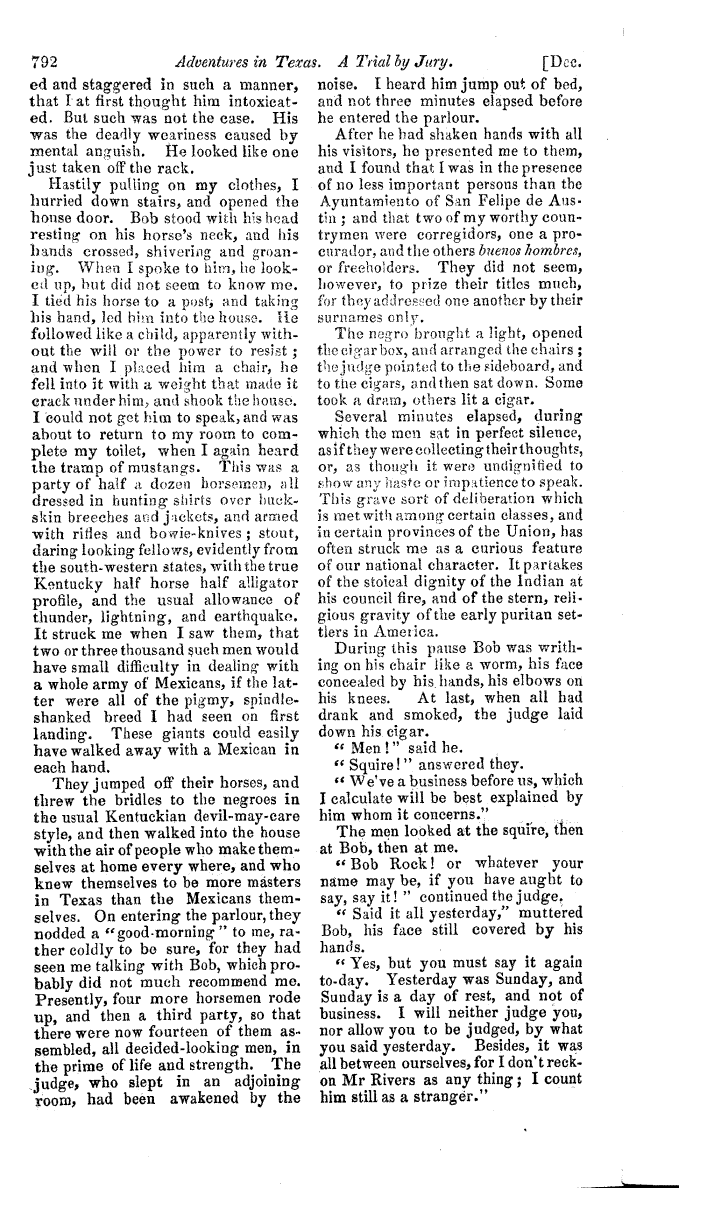 792 Adventures in Texas. A Trial by Jury. [Dec.
ed and staggered in such a manner,
that I at first thought him intoxicat-
ed. But such was not the case. His
was the deadly weariness caused by
mental anguish. He looked like one
just taken off the rack.
Hastily pulling on my clothes, I
hurried down stairs, and opened the
house door. Bob stood with his head
resting on his horse's neck, and his
hands crossed, shivering and groan-
ing. When I spoke to him, he look-
ed up, but did not seem to know me.
I tied his horse to a post, and taking
his hand, led him into the house. He
followed like a child, apparently with-
out the will or the power to resist;
and when I placed him a chair, he
fell into it with a weight that made it
crack under him, and shook the house.
I could not get him to speak, and was
about to return to my room to com-
plete my toilet, when I again heard
the tramp of mustangs. This was a
party of half a dozen horsemen, all
dressed in hunting shirts over buck-
skin breeches and jackets, and armed
with rifles and bowie-knives; stout,
daring looking fellows, evidently from
the south-western states, with the true
Kentucky half horse half alligator
profile, and the usual allowance of
thunder, lightning, and earthquake.
It struck me when I saw them, that
two or three thousand such men would
have small difficulty in dealing with
a whole army of Mexicans, if the lat-
ter were all of the pigmy, spindle-
shanked breed I had seen on first
landing. These giants could easily
have walked away with a Mexican in
each hand.
They jumped off their horses, and
threw the bridles to the negroes in
the usual Kentuckian devil-may-care
style, and then walked into the house
with the air of people who make them-
selves at home every where, and who
knew themselves to be more masters
in Texas than the Mexicans them-
selves. On entering the parlour, they
nodded a "good-morning" to me, ra-
ther coldly to be sure, for they had
seen me talking with Bob, which pro-
bably did not much recommend me.
Presently, four more horsemen rode
up, and then a third party, so that
there were now fourteen of them as-
sembled, all decided-looking men, in
the prime of life and strength. The
judge, who slept in an adjoining
room, had been awakened by the
noise. I heard him jump out of bed,
and not three minutes elapsed before
he entered the parlour.
After he had shaken hands with all
his visitors, he presented me to them,
and I found that I was in the presence
of no less important persons than the
Ayuntamiento of San Felipe de Aus-
tin; and that two of my worthy coun-
trymen were corregidors, one a pro-
curador, and the others buenos hombres,
or freeholders. They did not seem,
however, to prize their titles much,
for they addressed one another by their
surnames only.
The negro brought a light, opened
the cigar box, and arranged the chairs;
the judge pointed to the sideboard, and
to the cigars, and then sat down. Some
took a dram, others lit a cigar.
Several minutes elapsed, during
which the men sat in perfect silence,
as if they were collecting their thoughts,
or, as though it were undignified to
show any haste or impatience to speak.
This grave sort of deliberation which
is met with among certain classes, and
in certain provinces of the Union, has
often struck me as a curious feature
of our national character. It partakes
of the stoical dignity of the Indian at
his council fire, and of the stern, reli-
gious gravity of the early puritan set-
tlers in America.
During this pause Bob was writh-
ing on his chair like a worm, his face
concealed by his hands, his elbows on
his knees. At last, when all had
drank and smoked, the judge laid
down his cigar.
"Men!" said he.
"Squire!" answered they.
"We've a business before us, which
I calculate will be best explained by
him whom it concerns."
The men looked at the squire, then
at Bob, then at me.
"Bob Rock! or whatever your
name may be, if you have aught to
say, say it!" continued the judge.
"Said it all yesterday," muttered
Bob, his face still covered by his
hands.
"Yes, but you must say it again
to-day. Yesterday was Sunday, and
Sunday is a day of rest, and not of
business. I will neither judge you,
nor allow you to be judged, by what
you said yesterday. Besides, it was
all between ourselves, for I don't reck-
on Mr Rivers as any thing; I count
him still as a stranger."